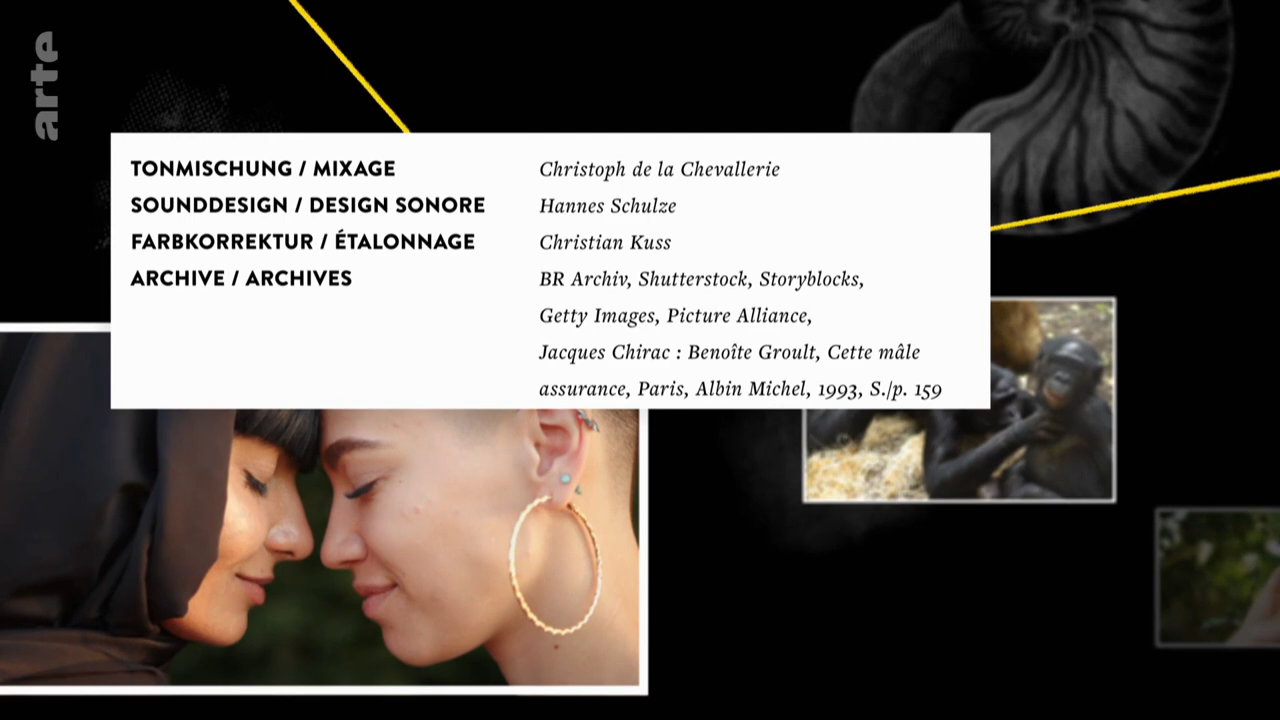 arte
TONMISCHUNG / MIXAGE Christoph de la Chevallerie
SOUNDDESIGN / DESIGN SONORE Hannes Schulze
FARBKORREKTUR / ÉTALONNAGE Christian Kuss
ARCHIVE / ARCHIVES BR Archiv, Shutterstock, Storyblocks,
Getty Images, Picture Alliance,
Jacques Chirac : Benoîte Groult, Cette mâle
assurance, Paris, Albin Michel, 1993, S./p. 159